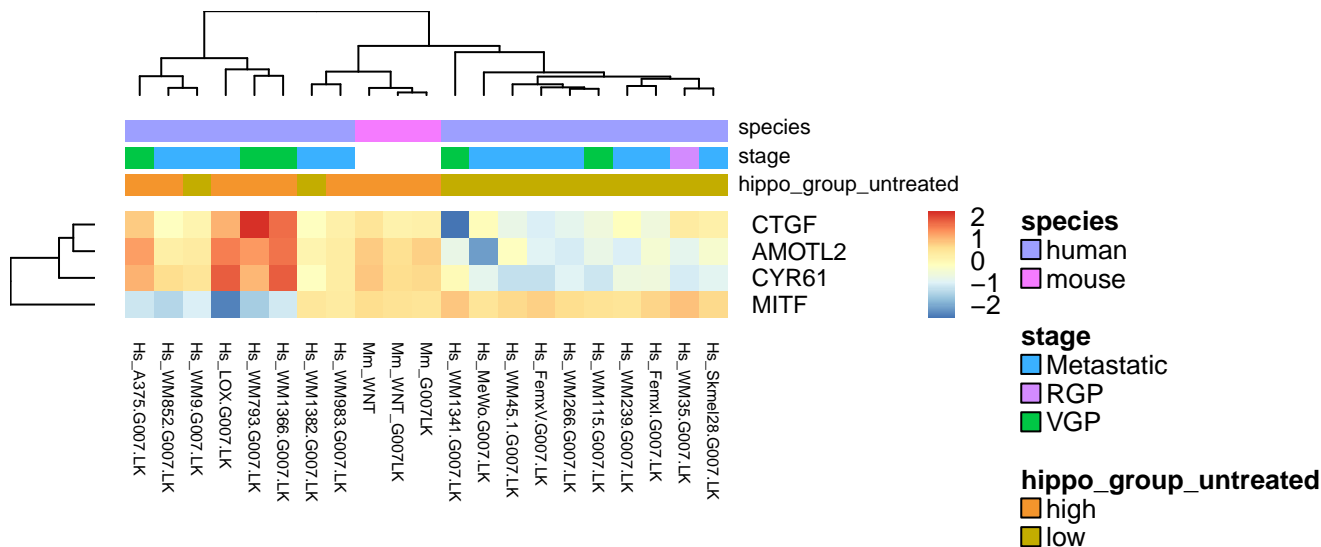 species
stage
hippo_group_untreated
CTGF
AMOTL2
CYR61
MITF
2
1
0
−1
−2
species
human
mouse
stage
Metastatic
RGP
VGP
hippo_group_untreated
high
low
Hs_A375.G007.LK
Hs_WM852.G007.LK
Hs_WM9.G007.LK
Hs_LOX.G007.LK
Hs_WM793.G007.LK
Hs_WM1366.G007.LK
Hs_WM1382.G007.LK
Hs_WM983.G007.LK
Mm_WNT
Mm_WNT_G007LK
Mm_G007LK
Hs_WM1341.G007.LK
Hs_MeWo.G007.LK
Hs_WM45.1.G007.LK
Hs_FemxV.G007.LK
Hs_WM266.G007.LK
Hs_WM115.G007.LK
Hs_WM239.G007.LK
Hs_FemxI.G007.LK
Hs_WM35.G007.LK
Hs_Skmel28.G007.LK